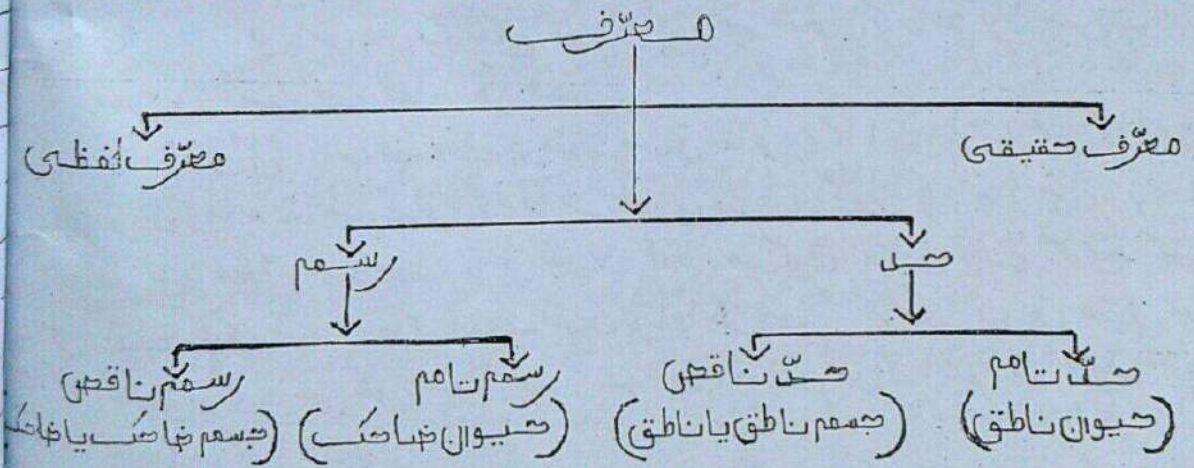 معرّف
معرّف حقیقی
معرّف لفظی
حد
رسم
حدّ تام
(حیوان ناطق)
حدّ ناقص
(جسم ناطق یا ناطق)
رسم تام
(حیوان ضاحک)
رسم ناقص
(جسم ضاحک یا ضاحک